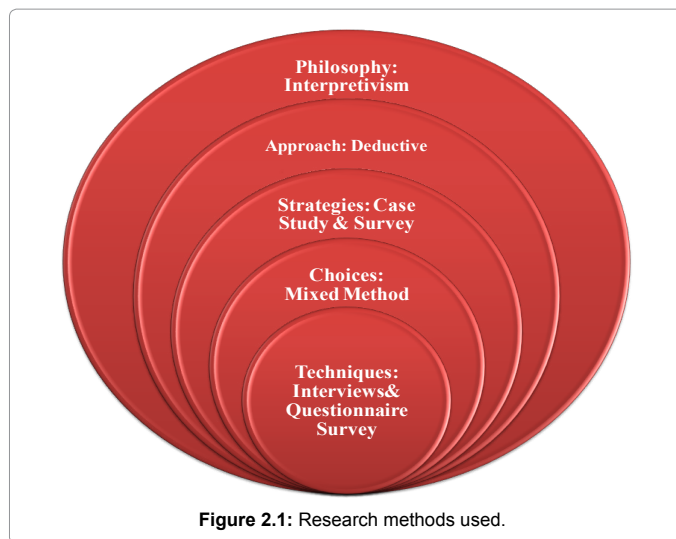 Philosophy:
Interpretivism
Approach: Deductive
Strategies: Case
Study & Survey
Choices:
Mixed Method
Techniques:
Interviews&
Questionnaire
Survey
Figure 2.1: Research methods used.